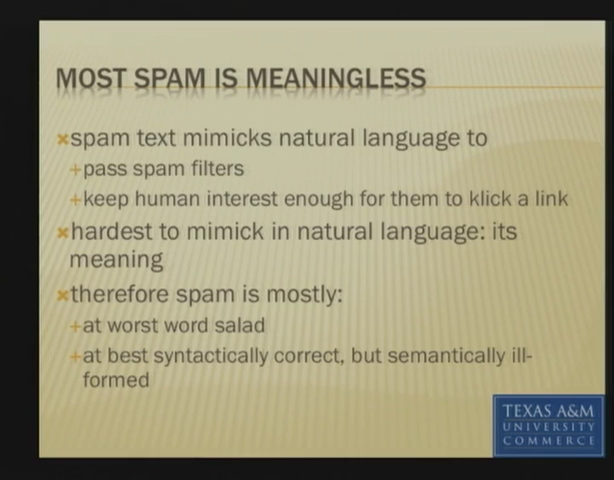 MOST SPAM IS MEANINGLESS
spam text mimicks natural language to
pass spam filters
keep human interest enough for them to klick a link
hardest to mimick in natural language: its
meaning
therefore spam is mostly:
at worst word salad
at best syntactically correct, but semantically ill-
formed
TEXAS A&M
UNIVERSITY
COMMERCE